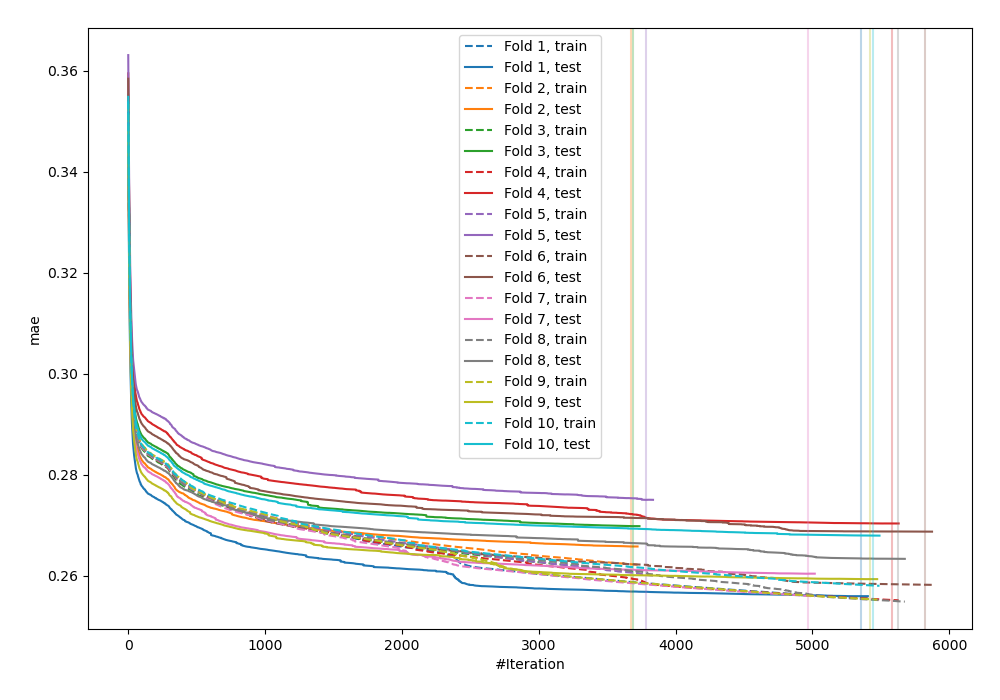 0.36
0.34
0.32
0.30
0.28
0.26
mae
0
1000
2000
3000
4000
5000
6000
#Iteration
Fold 1, train
Fold 1, test
Fold 2, train
Fold 2, test
Fold 3, train
Fold 3, test
Fold 4, train
Fold 4, test
Fold 5, train
Fold 5, test
Fold 6, train
Fold 6, test
Fold 7, train
Fold 7, test
Fold 8, train
Fold 8, test
Fold 9, train
Fold 9, test
Fold 10, train
Fold 10, test